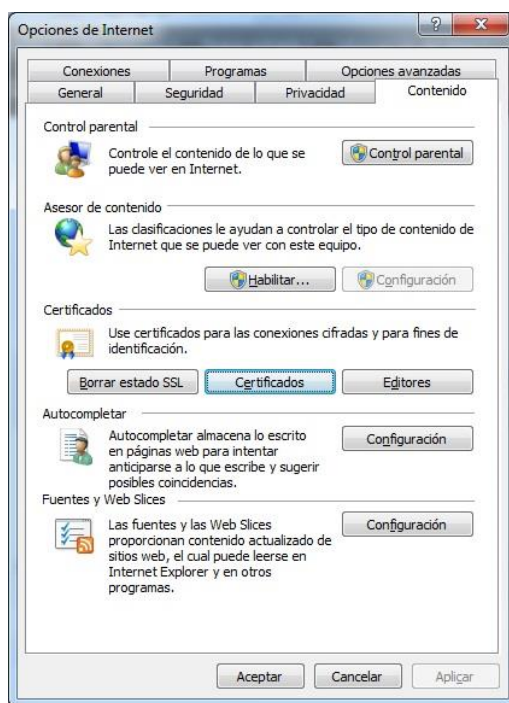 Opciones de Internet
Conexiones Programas Opciones avanzadas
General Seguridad Privacidad Contenido
Control parental
Controle el contenido de lo que se
puede ver en Internet.
Control parental
Asesor de contenido
Las clasificaciones le ayudan a controlar el tipo de contenido de
Internet que se puede ver con este equipo.
Habilitar... Configuración
Certificados
Use certificados para las conexiones cifradas y para fines de
identificación.
Borrar estado SSL Certificados Editores
Autocompletar
Autocompletar almacena lo escrito
en páginas web para intentar
anticiparse a lo que escribe y sugerir
posibles coincidencias.
Configuración
Fuentes y Web Slices
Las fuentes y las Web Slices
proporcionan contenido actualizado de
sitios web, el cual puede leerse en
Internet Explorer y en otros
programas.
Configuración
Aceptar Cancelar Aplicar